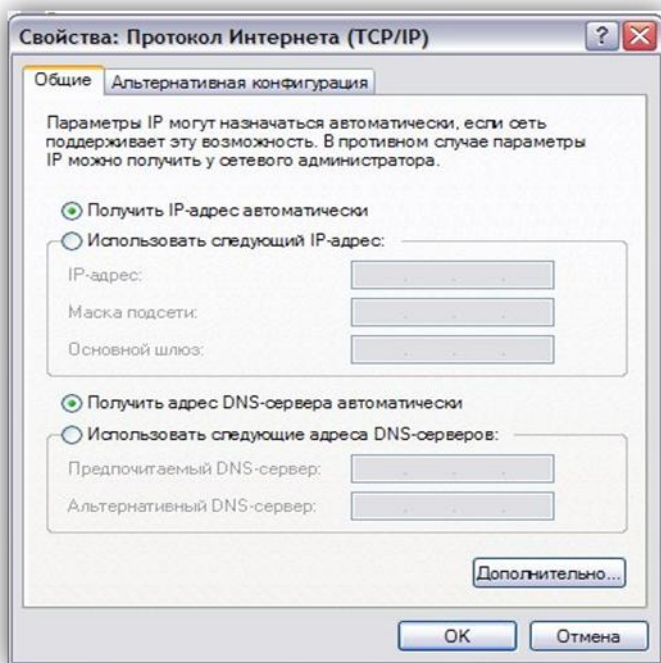 Свойства: Протокол Интернета (TCP/IP)
Общие
Альтернативная конфигурация
Параметры IP могут назначаться автоматически, если сеть
поддерживает эту возможность. В противном случае параметры
IP можно получить у сетевого администратора.
Получить IP-адрес автоматически
Использовать следующий IP-адрес:
IP-адрес:
Маска подсети:
Основной шлюз:
Получить адрес DNS-сервера автоматически
Использовать следующие адреса DNS-серверов:
Предпочитаемый DNS-сервер:
Альтернативный DNS-сервер:
Дополнительно...
OK
Отмена